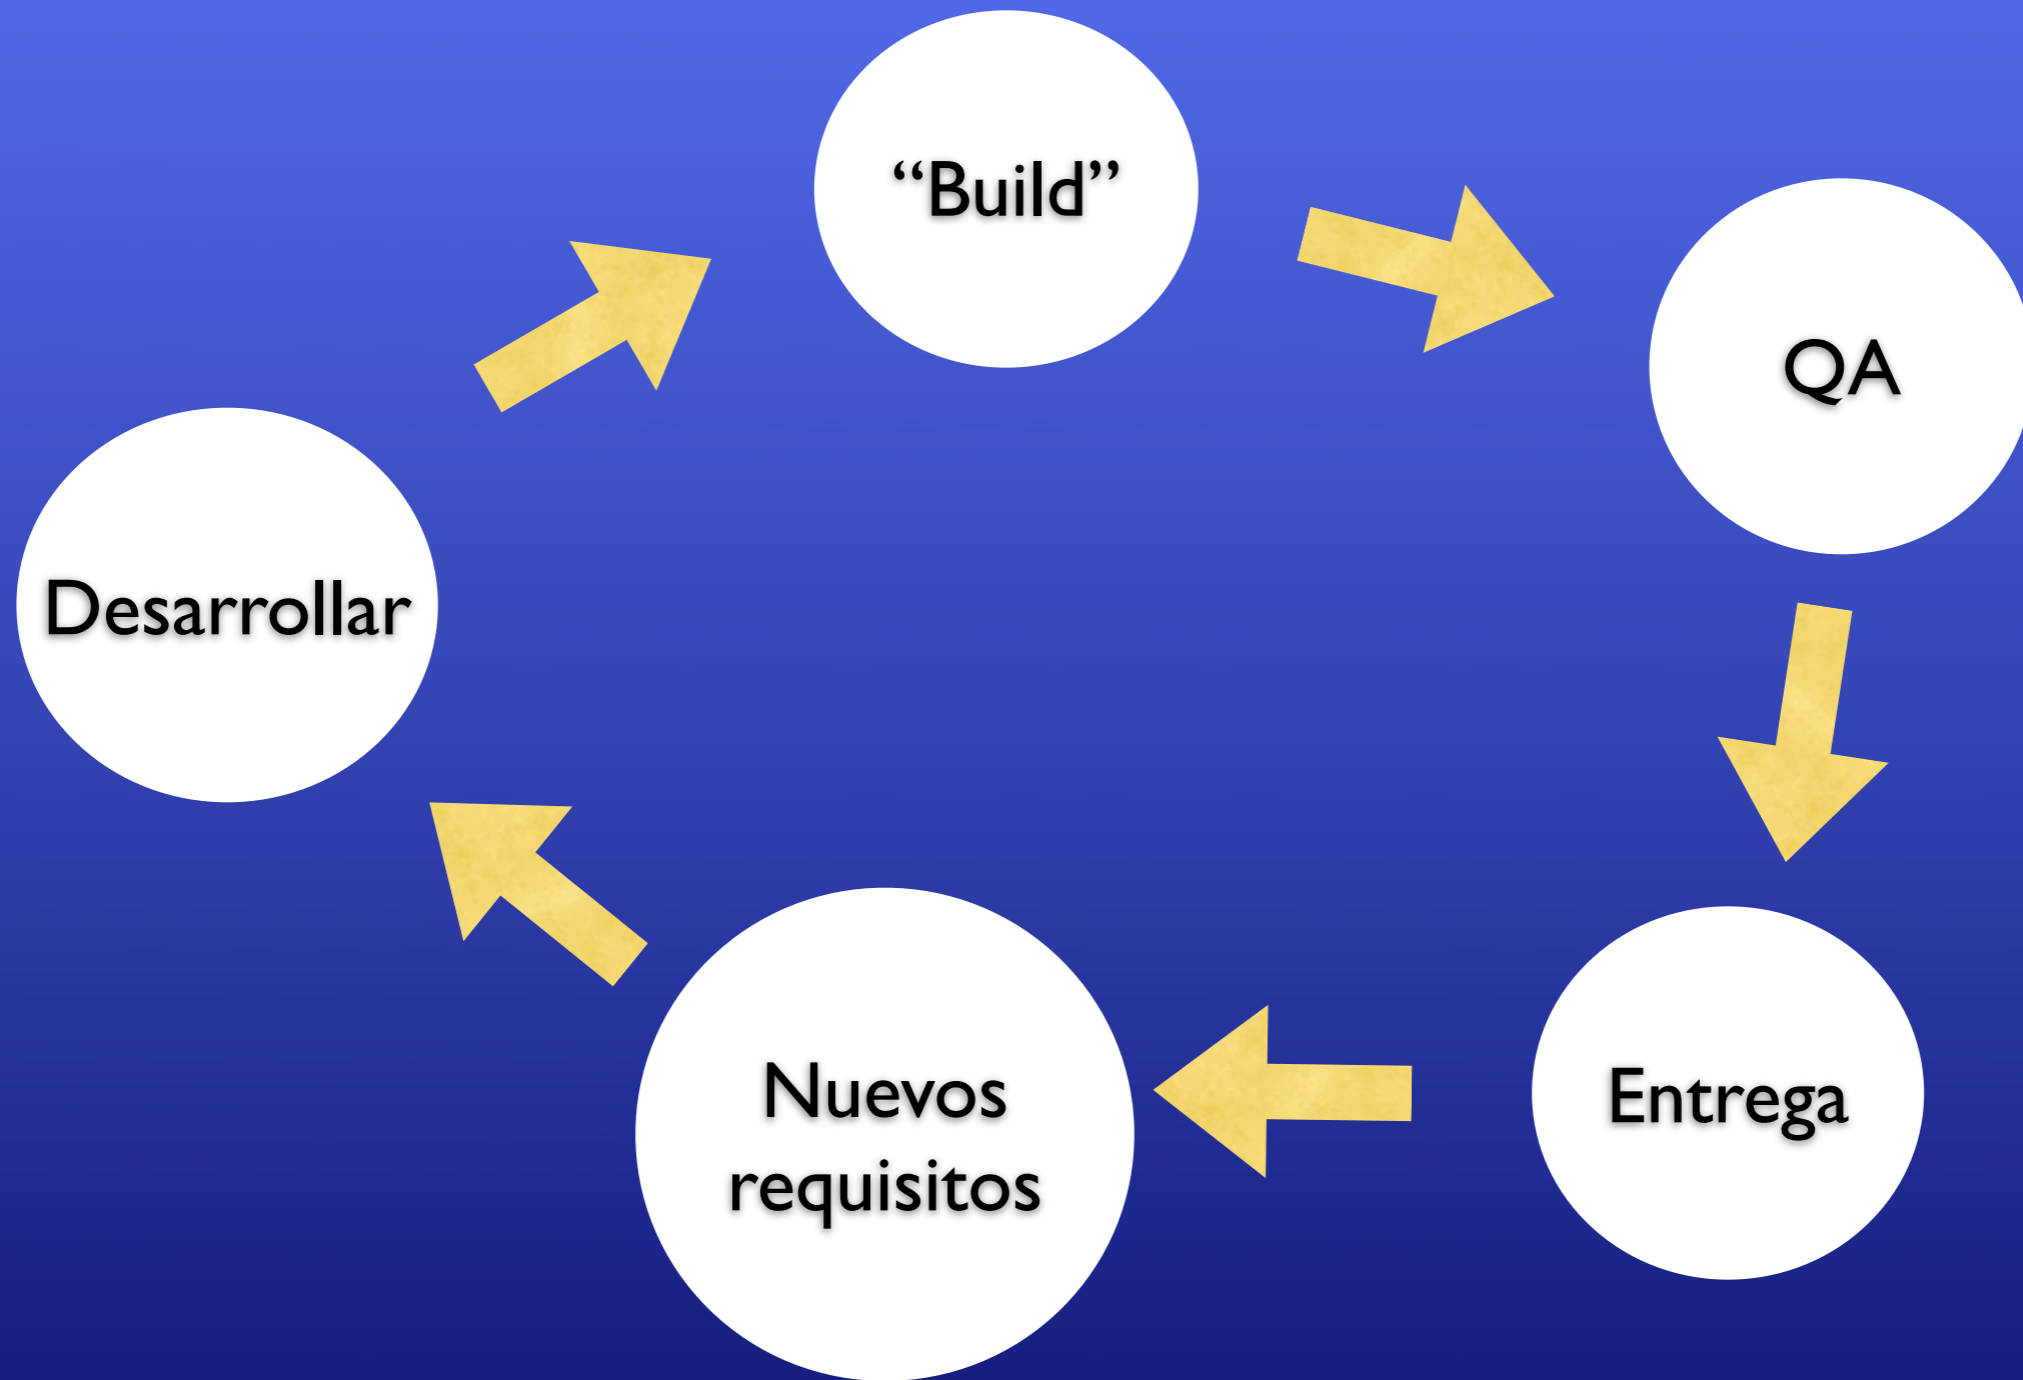 “Build”
QA
Desarrollar
Entrega
Nuevos
requisitos